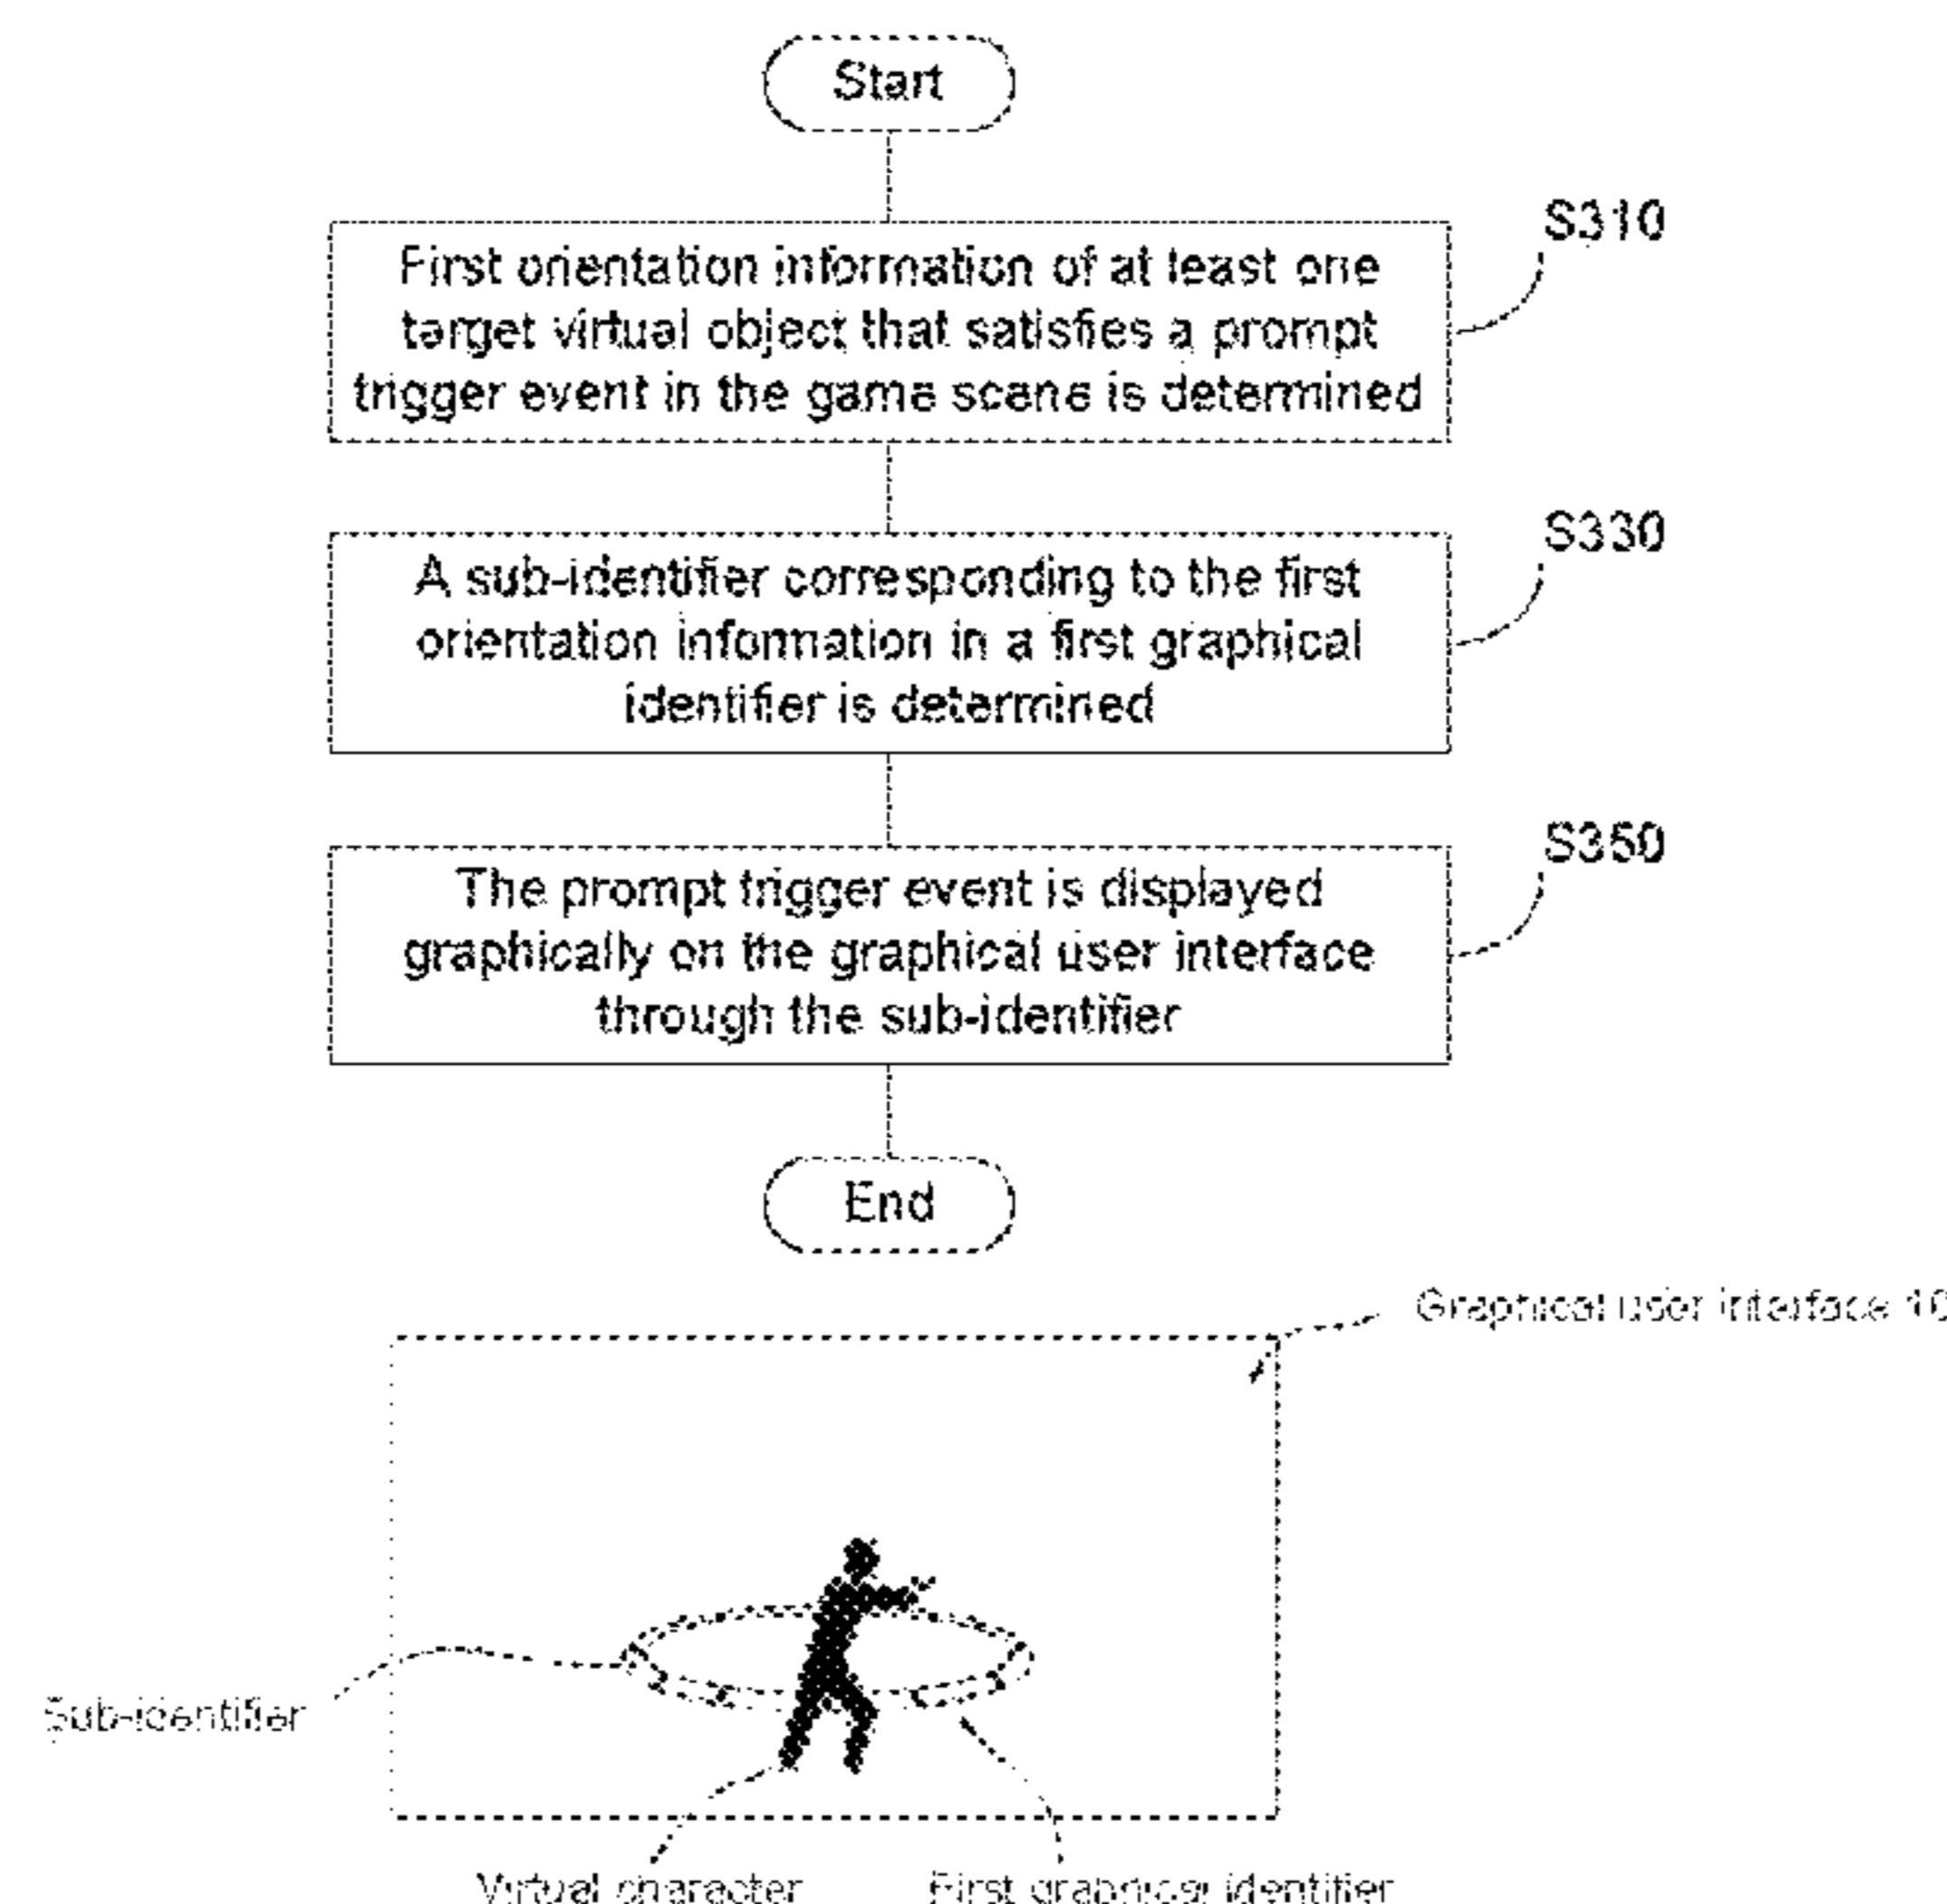 Start
S310
First orientation information of at least one
target virtual object that satisfies a prompt
trigger event in the game scene is determined
S330
A sub-identifier corresponding to the first
orientation information in a first graphical
identifier is determined
S350
The prompt trigger event is displayed
graphically on the graphical user interface
through the sub-identifier
End
Graphical user interface 10
Sub-identifier
Virtual character
First graphical identifier